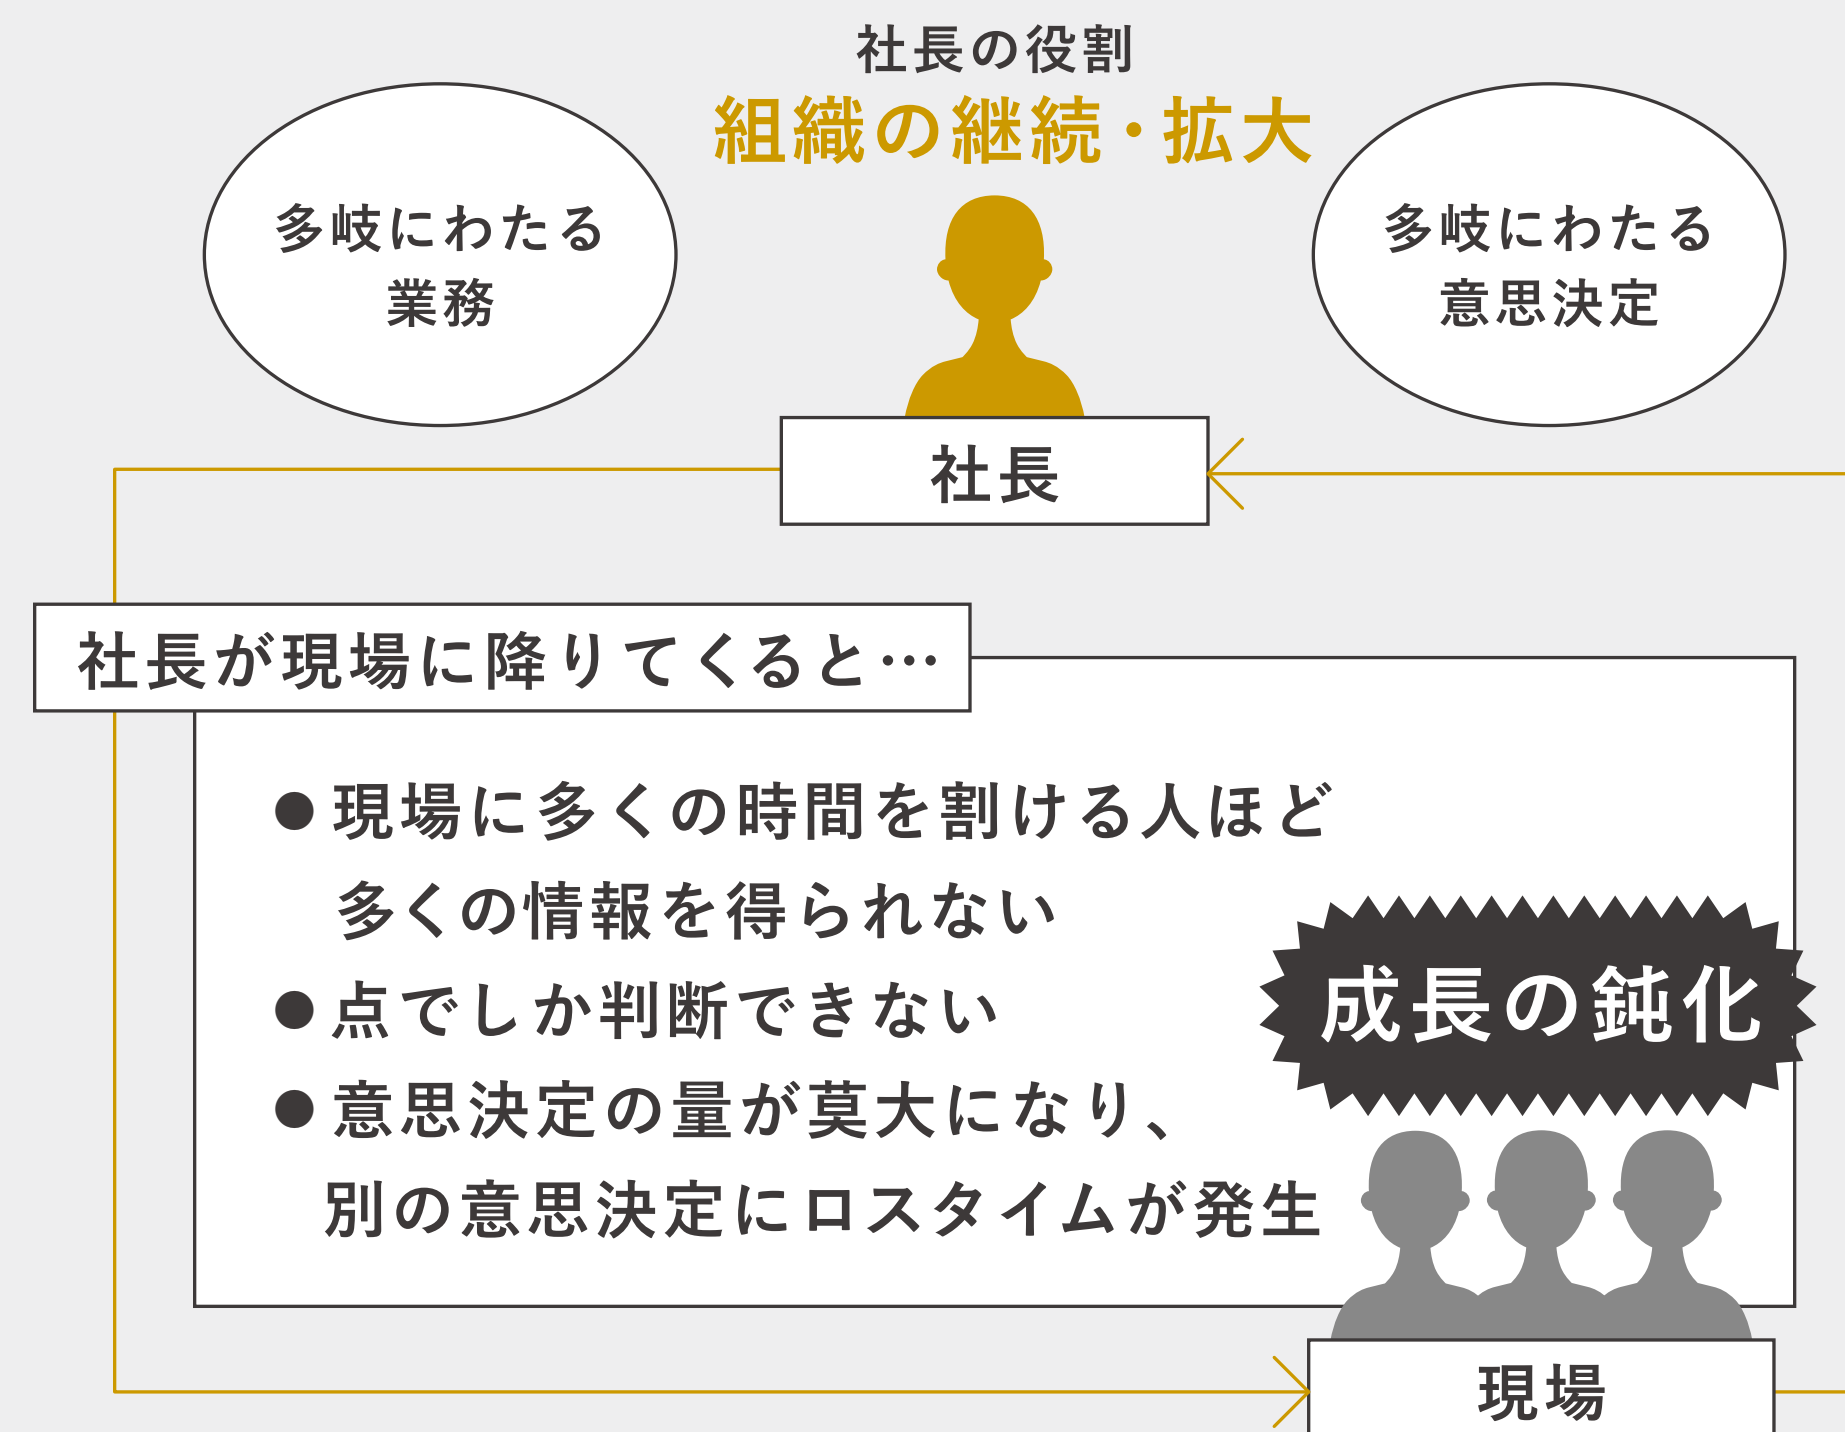 社長の役割
組織の継続・拡大
多岐にわたる
業務
多岐にわたる
意思決定
社長
社長が現場に降りてくると…
●現場に多くの時間を割ける人ほど
多くの情報を得られない
●点でしか判断できない
●意思決定の量が莫大になり、
別の意思決定にロスタイムが発生
成長の鈍化
現場